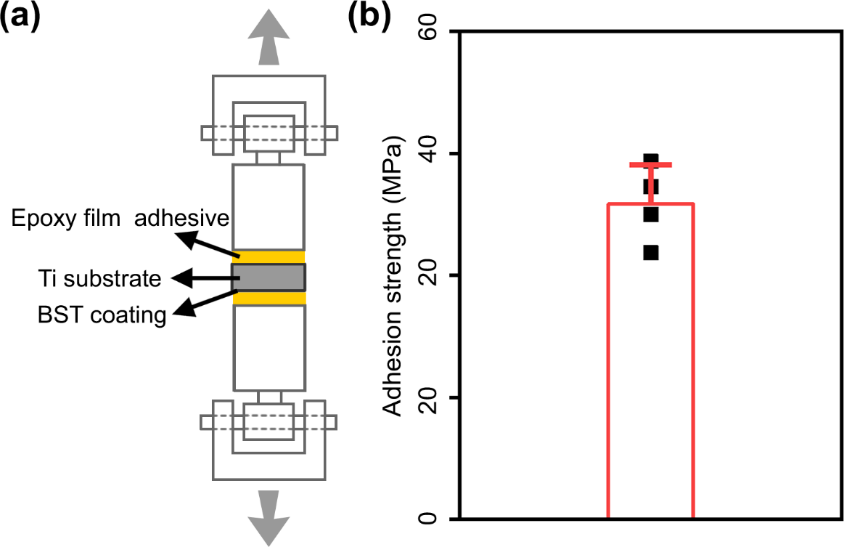 (a)
Epoxy film adhesive
Ti substrate
BST coating
(b)
Adhesion strength (MPa)
60
40
20
20
0